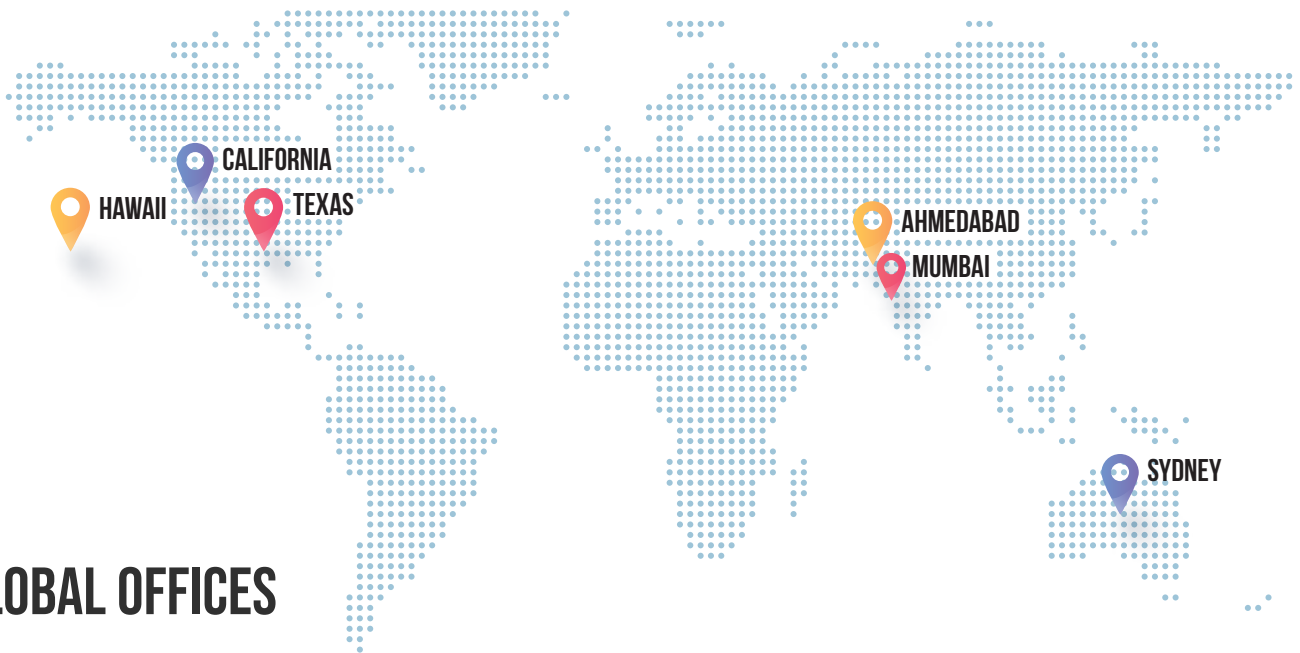 CALIFORNIA
HAWAII
TEXAS
AHMEDABAD
MUMBAI
SYDNEY
LOBAL OFFICES